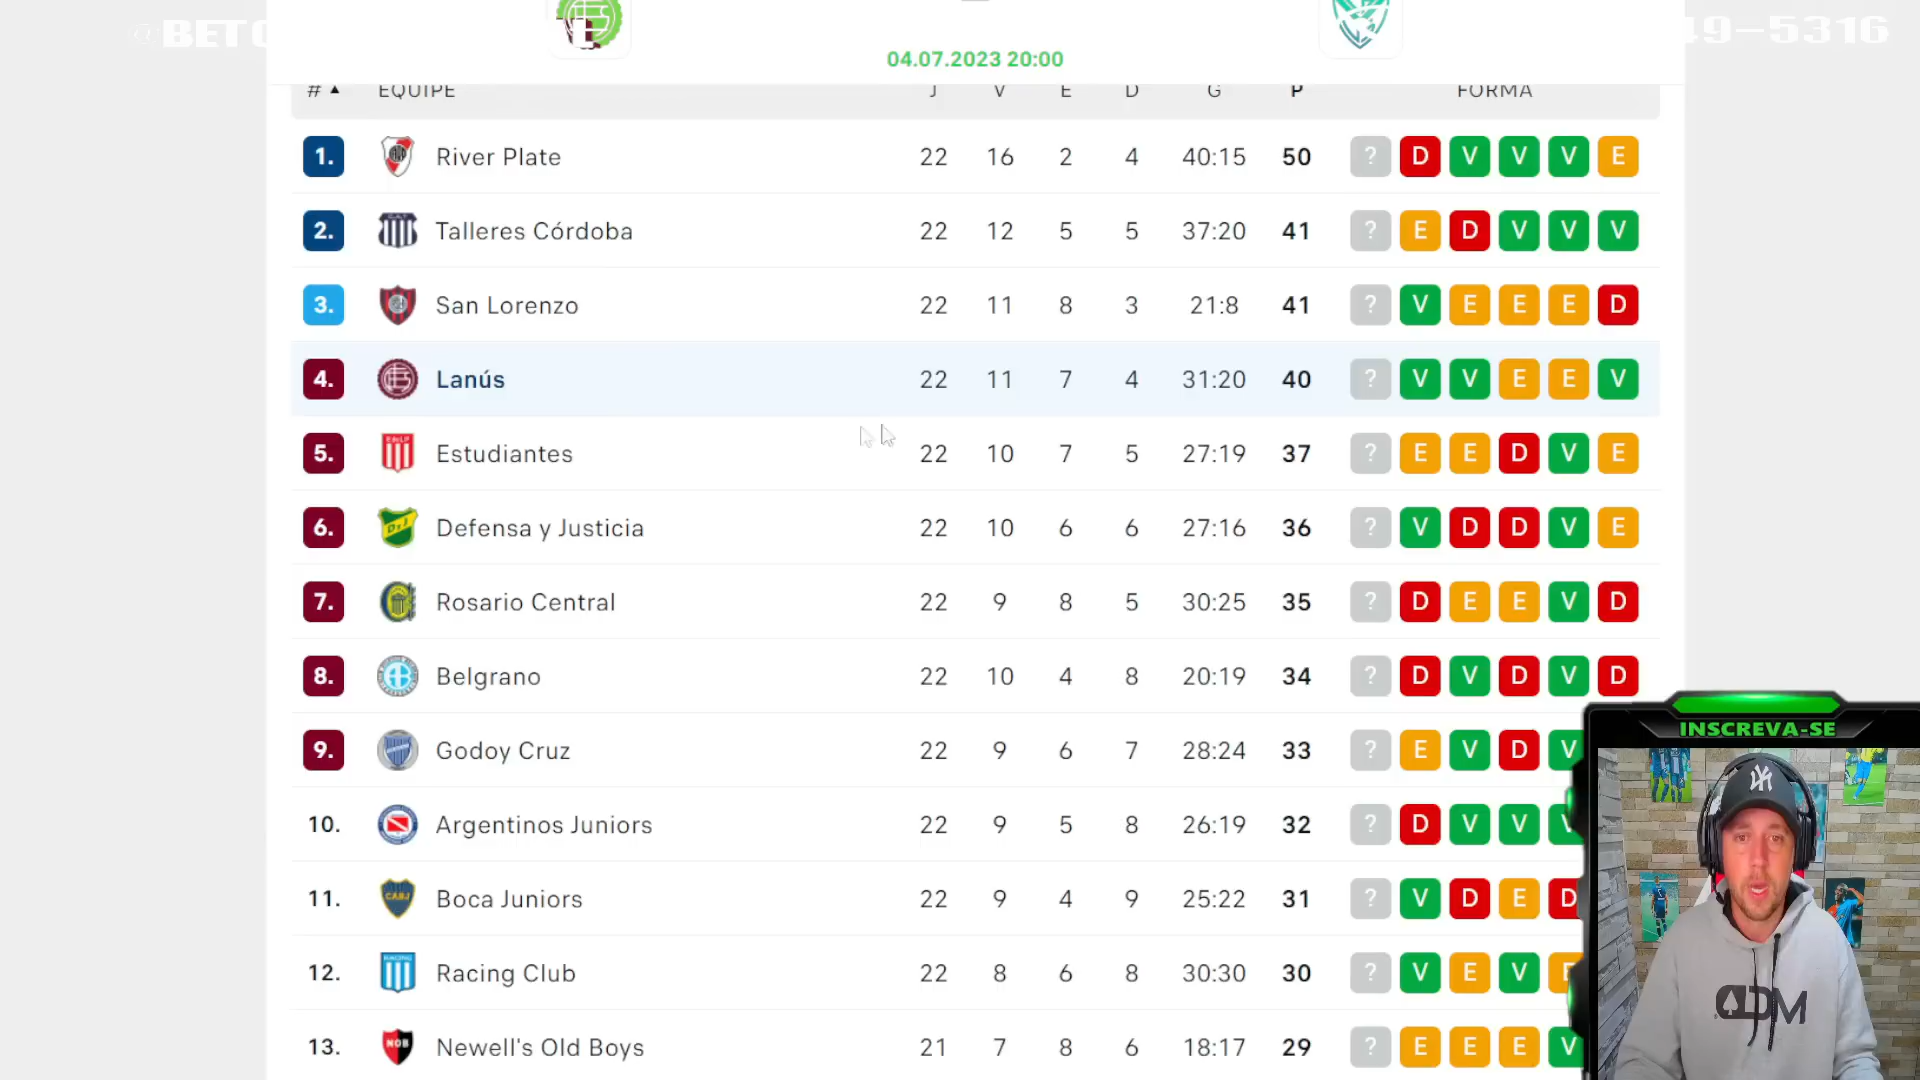 @BETC
49-5316
04.07.2023 20:00
# ▲ EQUIPE J V E D G P FORMA
1. River Plate 22 16 2 4 40:15 50 ? D V V V E
2. Talleres Córdoba 22 12 5 5 37:20 41 ? E D V V V
3. San Lorenzo 22 11 8 3 21:8 41 ? V E E E D
4. Lanús 22 11 7 4 31:20 40 ? V V E E V
5. Estudiantes 22 10 7 5 27:19 37 ? E E D V E
6. Defensa y Justicia 22 10 6 6 27:16 36 ? V D D V E
7. Rosario Central 22 9 8 5 30:25 35 ? D E E V D
8. Belgrano 22 10 4 8 20:19 34 ? D V D V D
9. Godoy Cruz 22 9 6 7 28:24 33 ? E V D V
10. Argentinos Juniors 22 9 5 8 26:19 32 ? D V V V
11. Boca Juniors 22 9 4 9 25:22 31 ? V D E D
12. Racing Club 22 8 6 8 30:30 30 ? V E V E
13. Newell's Old Boys 21 7 8 6 18:17 29 ? E E E V
INSCREVA-SE